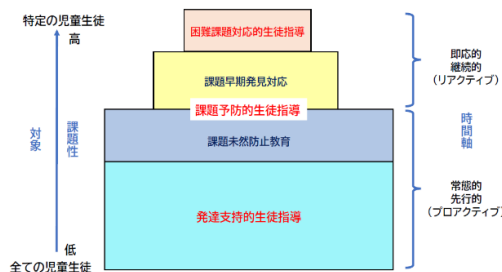 特定の児童生徒
高
困難課題対応的生徒指導
課題早期発見対応
課題予防的生徒指導
課題未然防止教育
発達支持的生徒指導
対象
課題性
低
全ての児童生徒
即応的
継続的
(リアクティブ)
時間軸
常態的
先行的
(プロアクティブ)